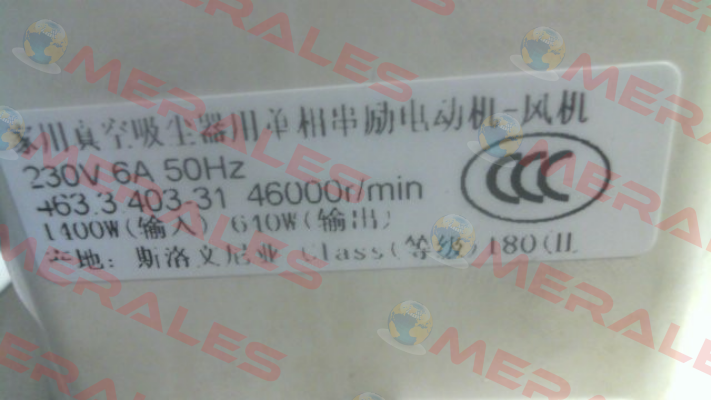 家用真空吸尘器用单相串励电动机-风机
230V 6A 50Hz
463.3.403-31 46000r/min
CCC
1400W(输入) 640W(输出)
产地: 斯洛文尼亚 Class(等级)180(H
OMERALES